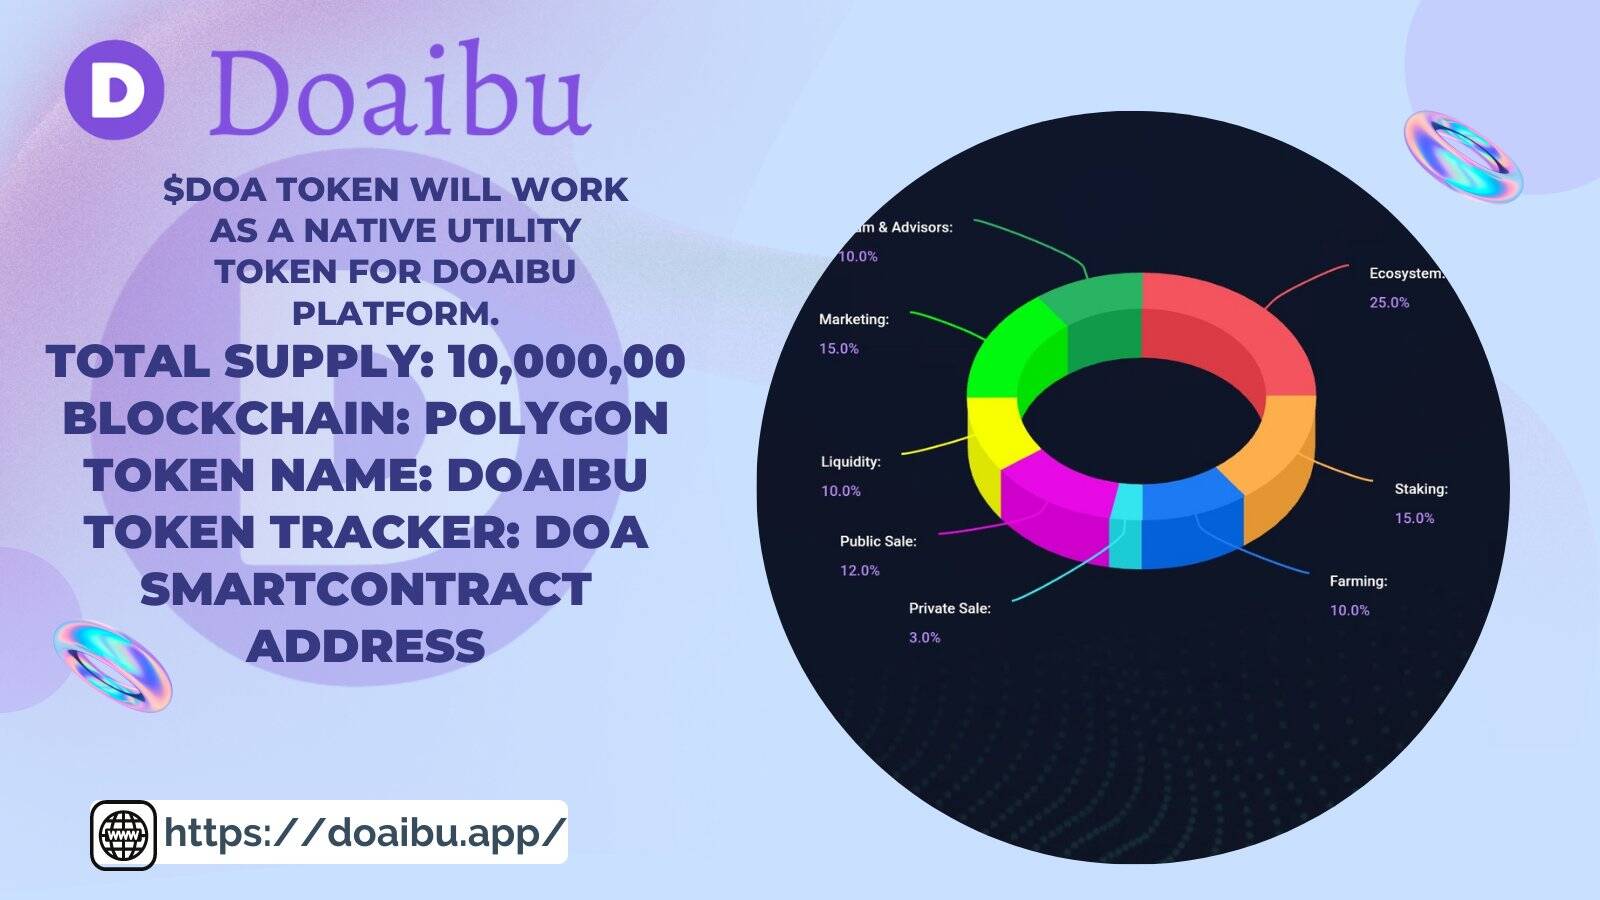 D Doaibu
$DOA TOKEN WILL WORK
AS A NATIVE UTILITY
TOKEN FOR DOAIBU
PLATFORM.
TOTAL SUPPLY: 10,000,00
BLOCKCHAIN: POLYGON
TOKEN NAME: DOAIBU
TOKEN TRACKER: DOA
SMARTCONTRACT
ADDRESS
www https://doaibu.app/
& Advisors:
10.0%
Marketing:
15.0%
Liquidity:
10.0%
Public Sale:
12.0%
Private Sale:
3.0%
Ecosystem:
25.0%
Staking:
15.0%
Farming:
10.0%